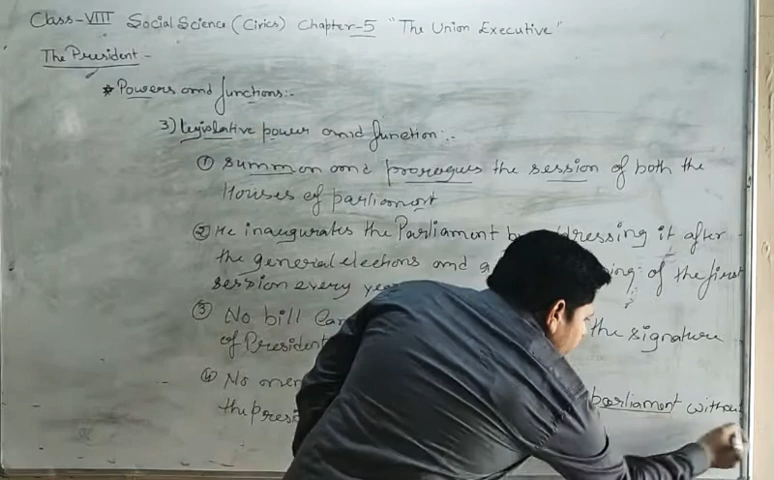 Class-VIII Social Science (Civics) Chapter-5 "The Union Executive"
The President-
* Powers and functions:-
3) legislative power and function:-
① summon and prorogues the session of both the
Houses of parliament
② He inaugurates the Parliament by addressing it after
the general elections and ing of the first
session every
③ No bill the signature
of President
④ No parliament without
the